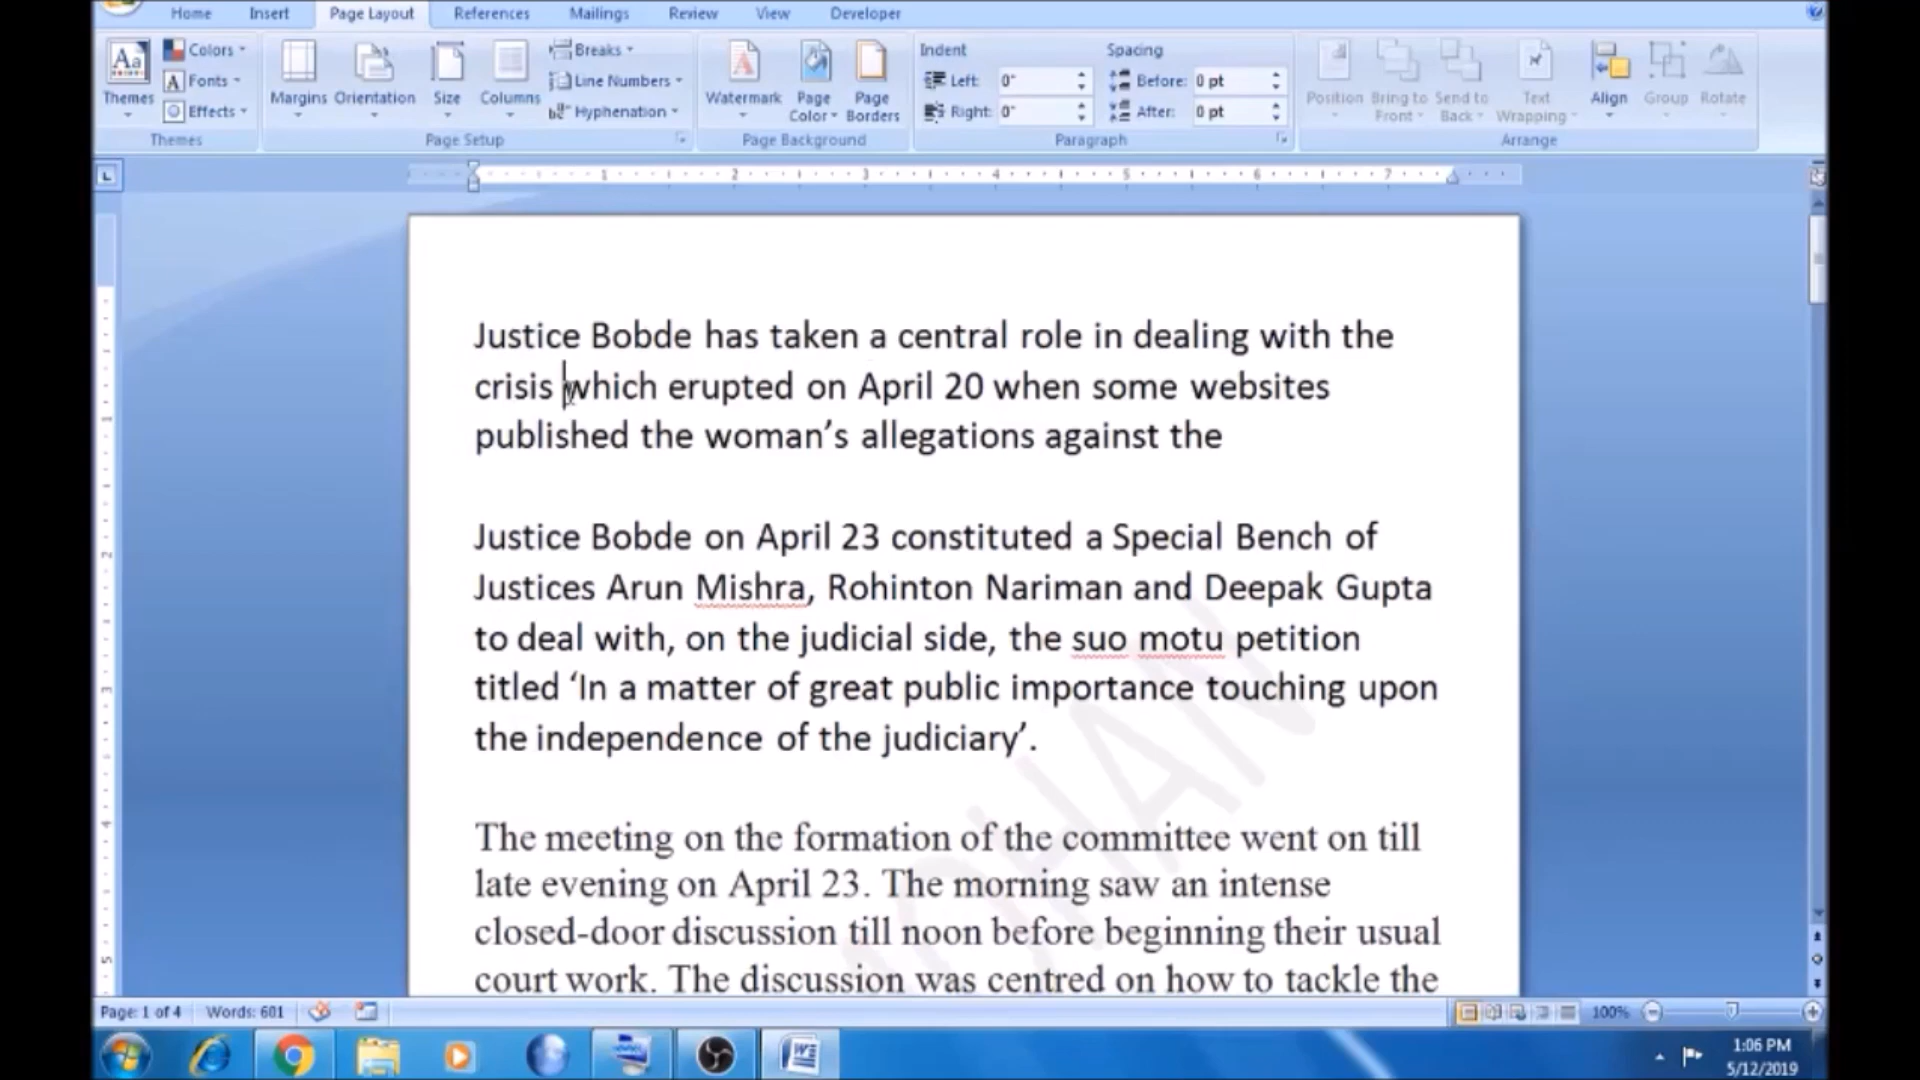 Home Insert Page Layout References Mailings Review View Developer
Themes Colors Fonts Effects
Themes
Margins Orientation Size Columns Breaks Line Numbers Hyphenation
Page Setup
Watermark Page Color Page Borders
Page Background
Indent Spacing
Left: 0" Before: 0 pt
Right: 0" After: 0 pt
Paragraph
Position Bring to Front Send to Back Text Wrapping Align Group Rotate
Arrange
1 2 3 4 5 6 7
Justice Bobde has taken a central role in dealing with the
crisis which erupted on April 20 when some websites
published the woman’s allegations against the
Justice Bobde on April 23 constituted a Special Bench of
Justices Arun Mishra, Rohinton Nariman and Deepak Gupta
to deal with, on the judicial side, the suo motu petition
titled ‘In a matter of great public importance touching upon
the independence of the judiciary’.
The meeting on the formation of the committee went on till
late evening on April 23. The morning saw an intense
closed-door discussion till noon before beginning their usual
court work. The discussion was centred on how to tackle the
Page: 1 of 4 Words: 601 100%
1:06 PM
5/12/2019